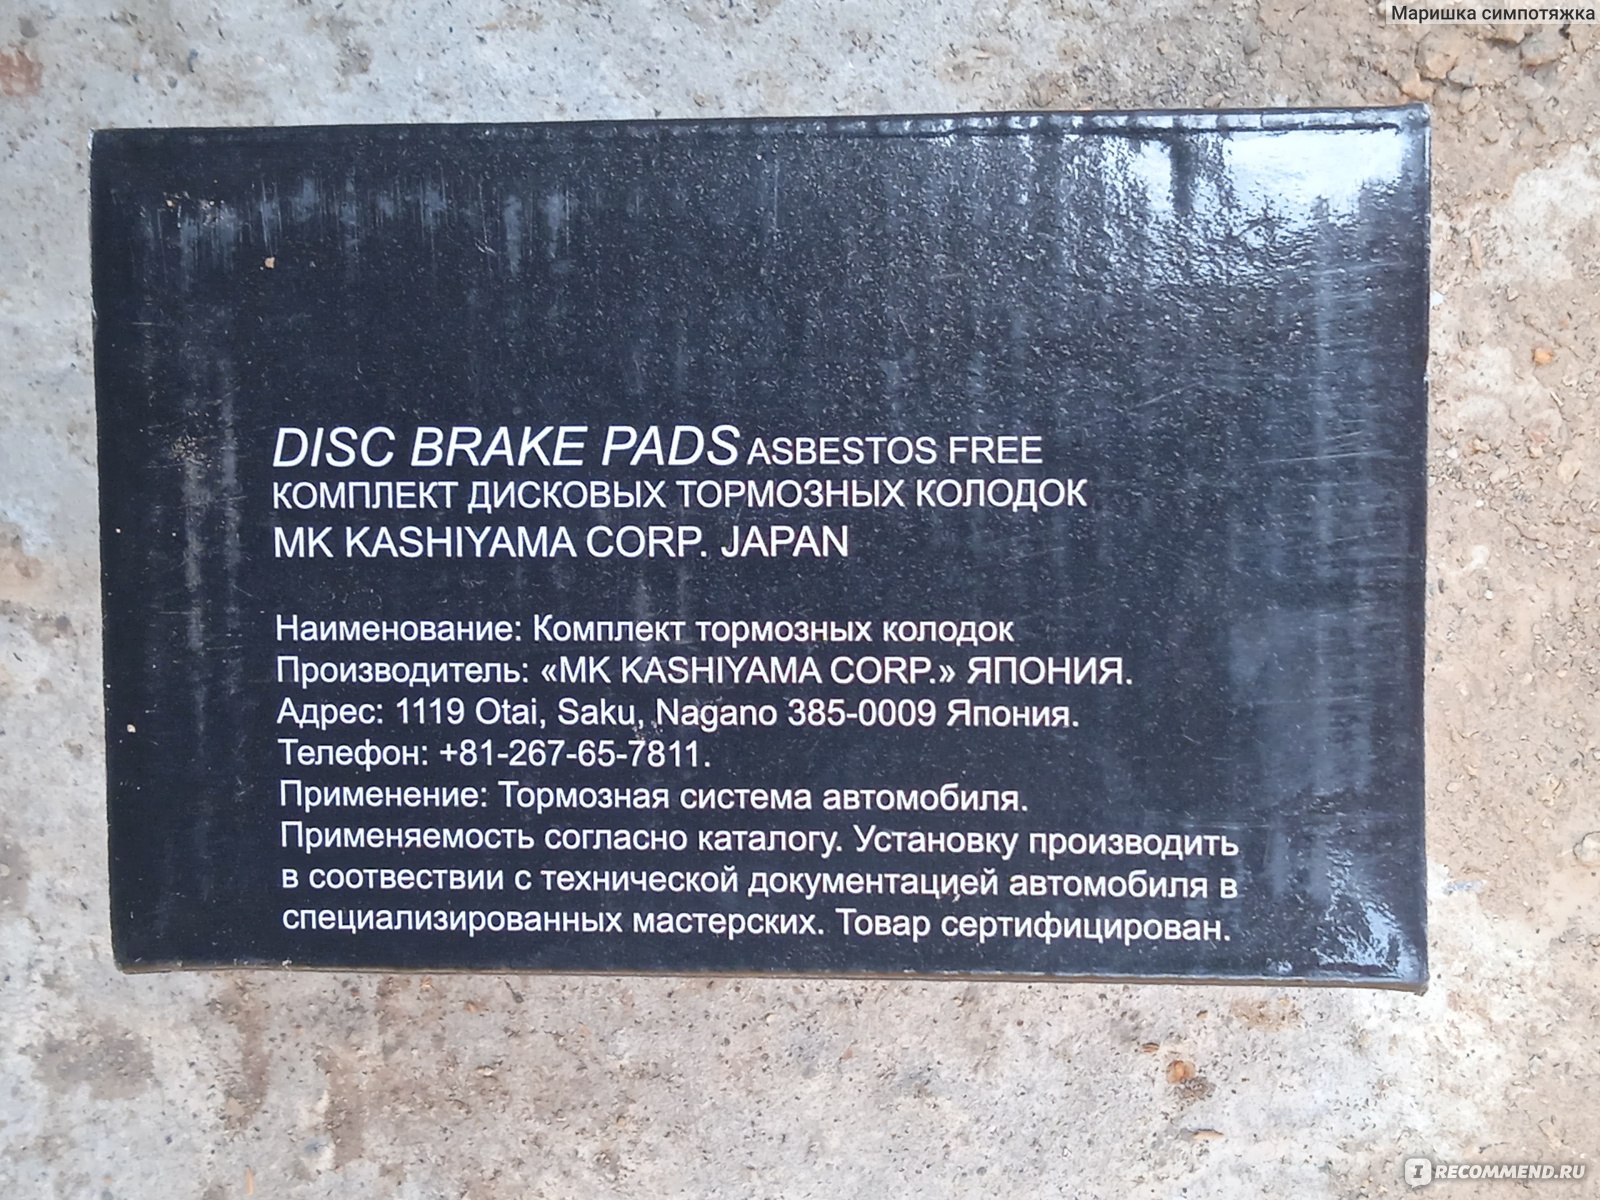 Маришка симпотяжка
DISC BRAKE PADS ASBESTOS FREE
КОМПЛЕКТ ДИСКОВЫХ ТОРМОЗНЫХ КОЛОДОК
MK KASHIYAMA CORP. JAPAN
Наименование: Комплект тормозных колодок
Производитель: «MK KASHIYAMA CORP.» ЯПОНИЯ.
Адрес: 1119 Otai, Saku, Nagano 385-0009 Япония.
Телефон: +81-267-65-7811.
Применение: Тормозная система автомобиля.
Применяемость согласно каталогу. Установку производить
в соотвествии с технической документацией автомобиля в
специализированных мастерских. Товар сертифицирован.
IRECOMMEND.RU